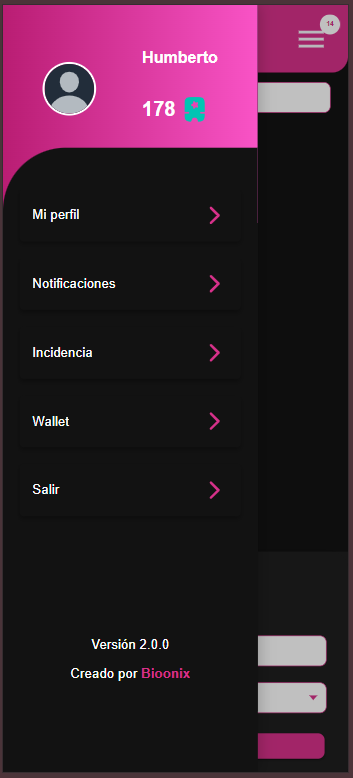 14
Humberto
178
Mi perfil
Notificaciones
Incidencia
Wallet
Salir
Versión 2.0.0
Creado por Bioonix